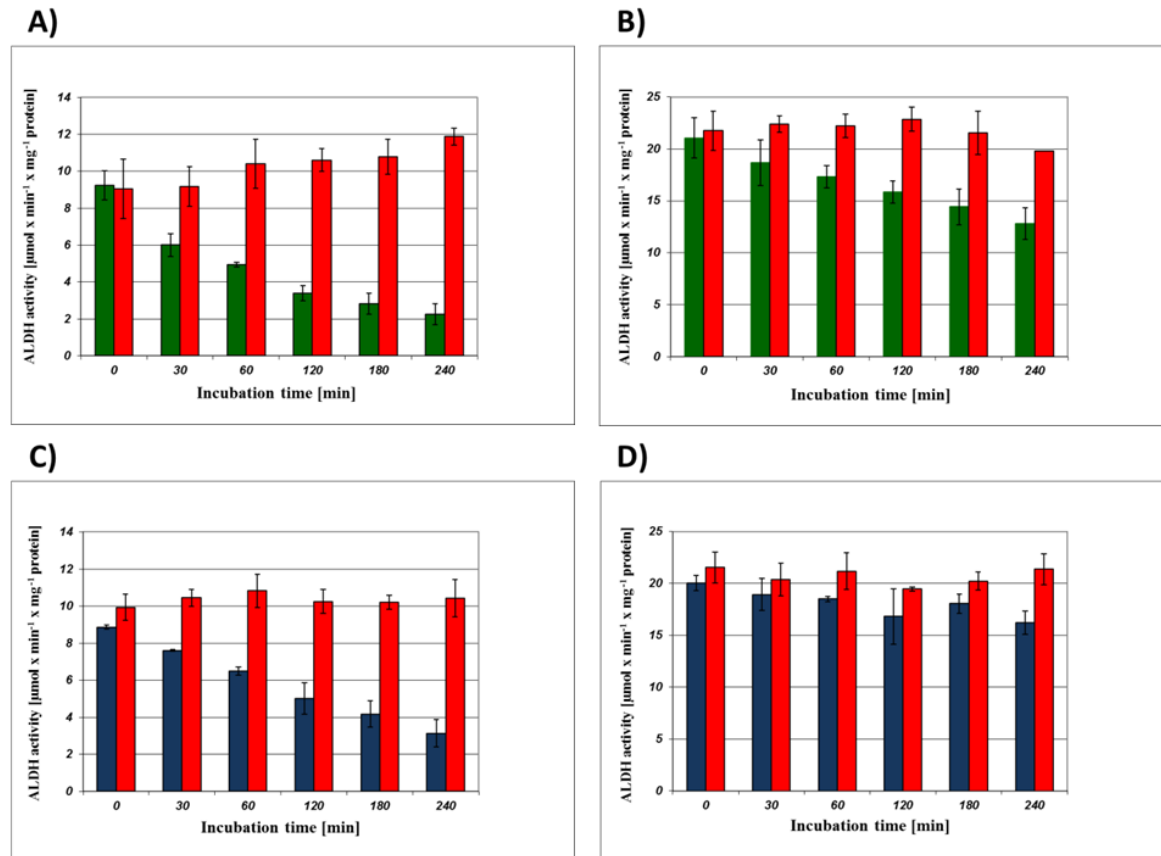 A)
ALDH activity [µmol x min⁻¹ x mg⁻¹ protein]
14
12
10
8
6
4
2
0
0 30 60 120 180 240
Incubation time [min]
B)
ALDH activity [µmol x min⁻¹ x mg⁻¹ protein]
25
20
15
10
5
0
0 30 60 120 180 240
Incubation time [min]
C)
ALDH activity [µmol x min⁻¹ x mg⁻¹ protein]
14
12
10
8
6
4
2
0
0 30 60 120 180 240
Incubation time [min]
D)
ALDH activity [µmol x min⁻¹ x mg⁻¹ protein]
25
20
15
10
5
0
0 30 60 120 180 240
Incubation time [min]